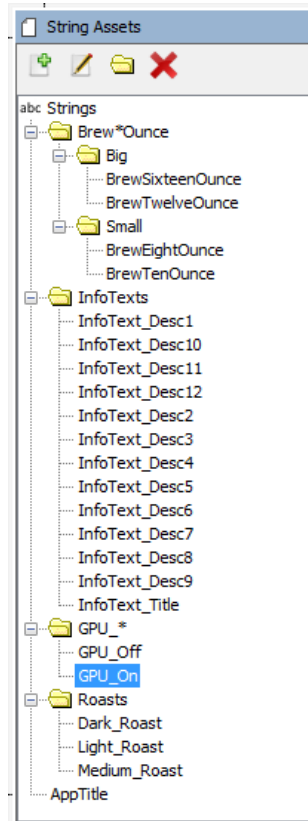 String Assets
abc Strings
Brew*Ounce
Big
BrewSixteenOunce
BrewTwelveOunce
Small
BrewEightOunce
BrewTenOunce
InfoTexts
InfoText_Desc1
InfoText_Desc10
InfoText_Desc11
InfoText_Desc12
InfoText_Desc2
InfoText_Desc3
InfoText_Desc4
InfoText_Desc5
InfoText_Desc6
InfoText_Desc7
InfoText_Desc8
InfoText_Desc9
InfoText_Title
GPU_*
GPU_Off
GPU_On
Roasts
Dark_Roast
Light_Roast
Medium_Roast
AppTitle